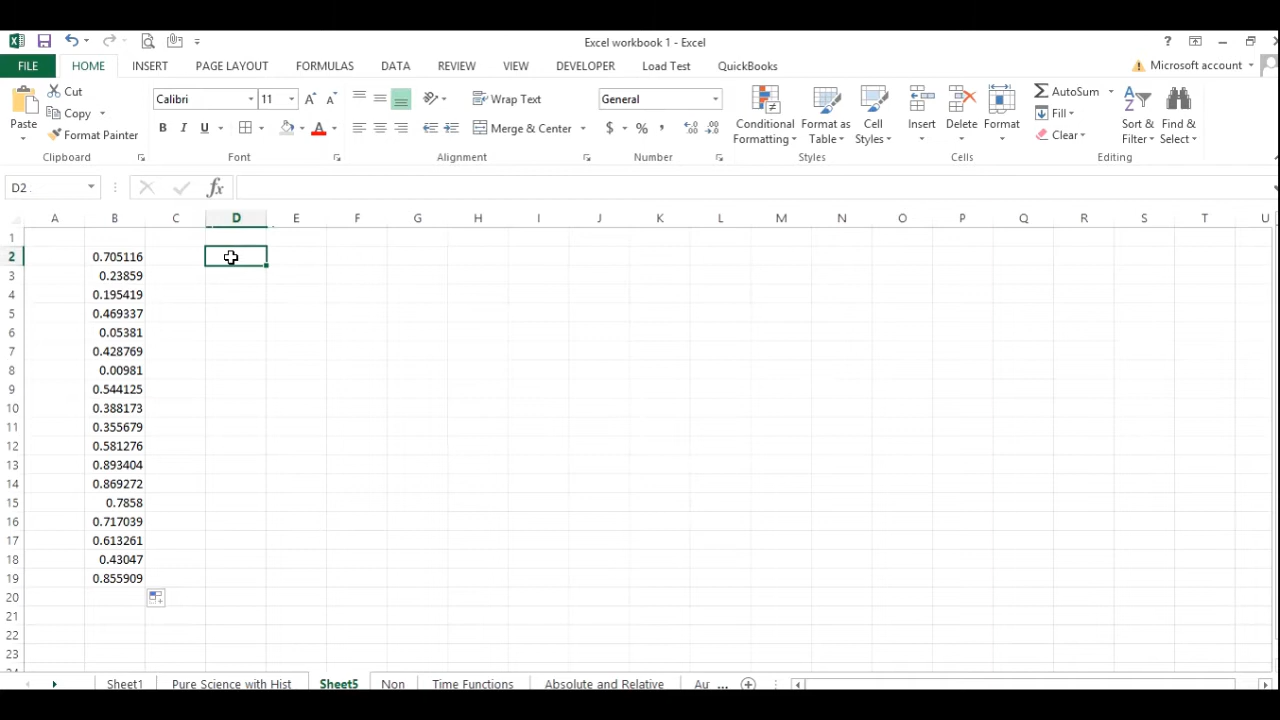 Excel workbook 1 - Excel
?
FILE HOME INSERT PAGE LAYOUT FORMULAS DATA REVIEW VIEW DEVELOPER Load Test QuickBooks Microsoft account
Paste
Cut
Copy
Format Painter
Clipboard
Calibri 11 A A
B I U A
Font
Wrap Text
Merge & Center
Alignment
General
$ % ,
Number
Conditional Formatting
Format as Table
Cell Styles
Styles
Insert Delete Format
Cells
AutoSum
Fill
Clear
Sort & Filter
Find & Select
Editing
D2 fx
A B C D E F G H I J K L M N O P Q R S T U
1
2 0.705116
3 0.23859
4 0.195419
5 0.469337
6 0.05381
7 0.428769
8 0.00981
9 0.544125
10 0.388173
11 0.355679
12 0.581276
13 0.893404
14 0.869272
15 0.7858
16 0.717039
17 0.613261
18 0.43047
19 0.855909
20
21
22
23
Sheet1 Pure Science with Hist Sheet5 Non Time Functions Absolute and Relative Au ...